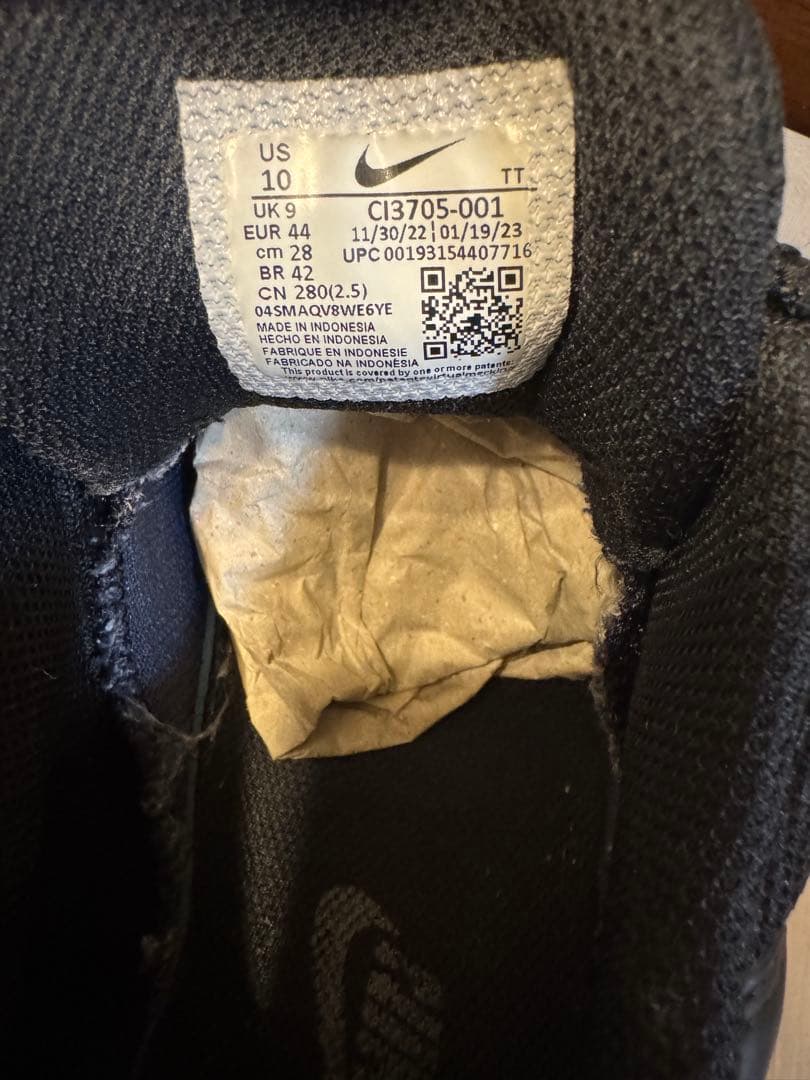 US
10
TT
UK 9
CI3705-001
EUR 44
11/30/22 01/19/23
cm 28
UPC 00193154407716
BR 42
CN 280(2.5)
04SMAQV8WE6YE
MADE IN INDONESIA
HECHO EN INDONESIA
FABRIQUE EN INDONESIE
FABRICADO NA INDONÉSIA
This product is covered by one or more patents.